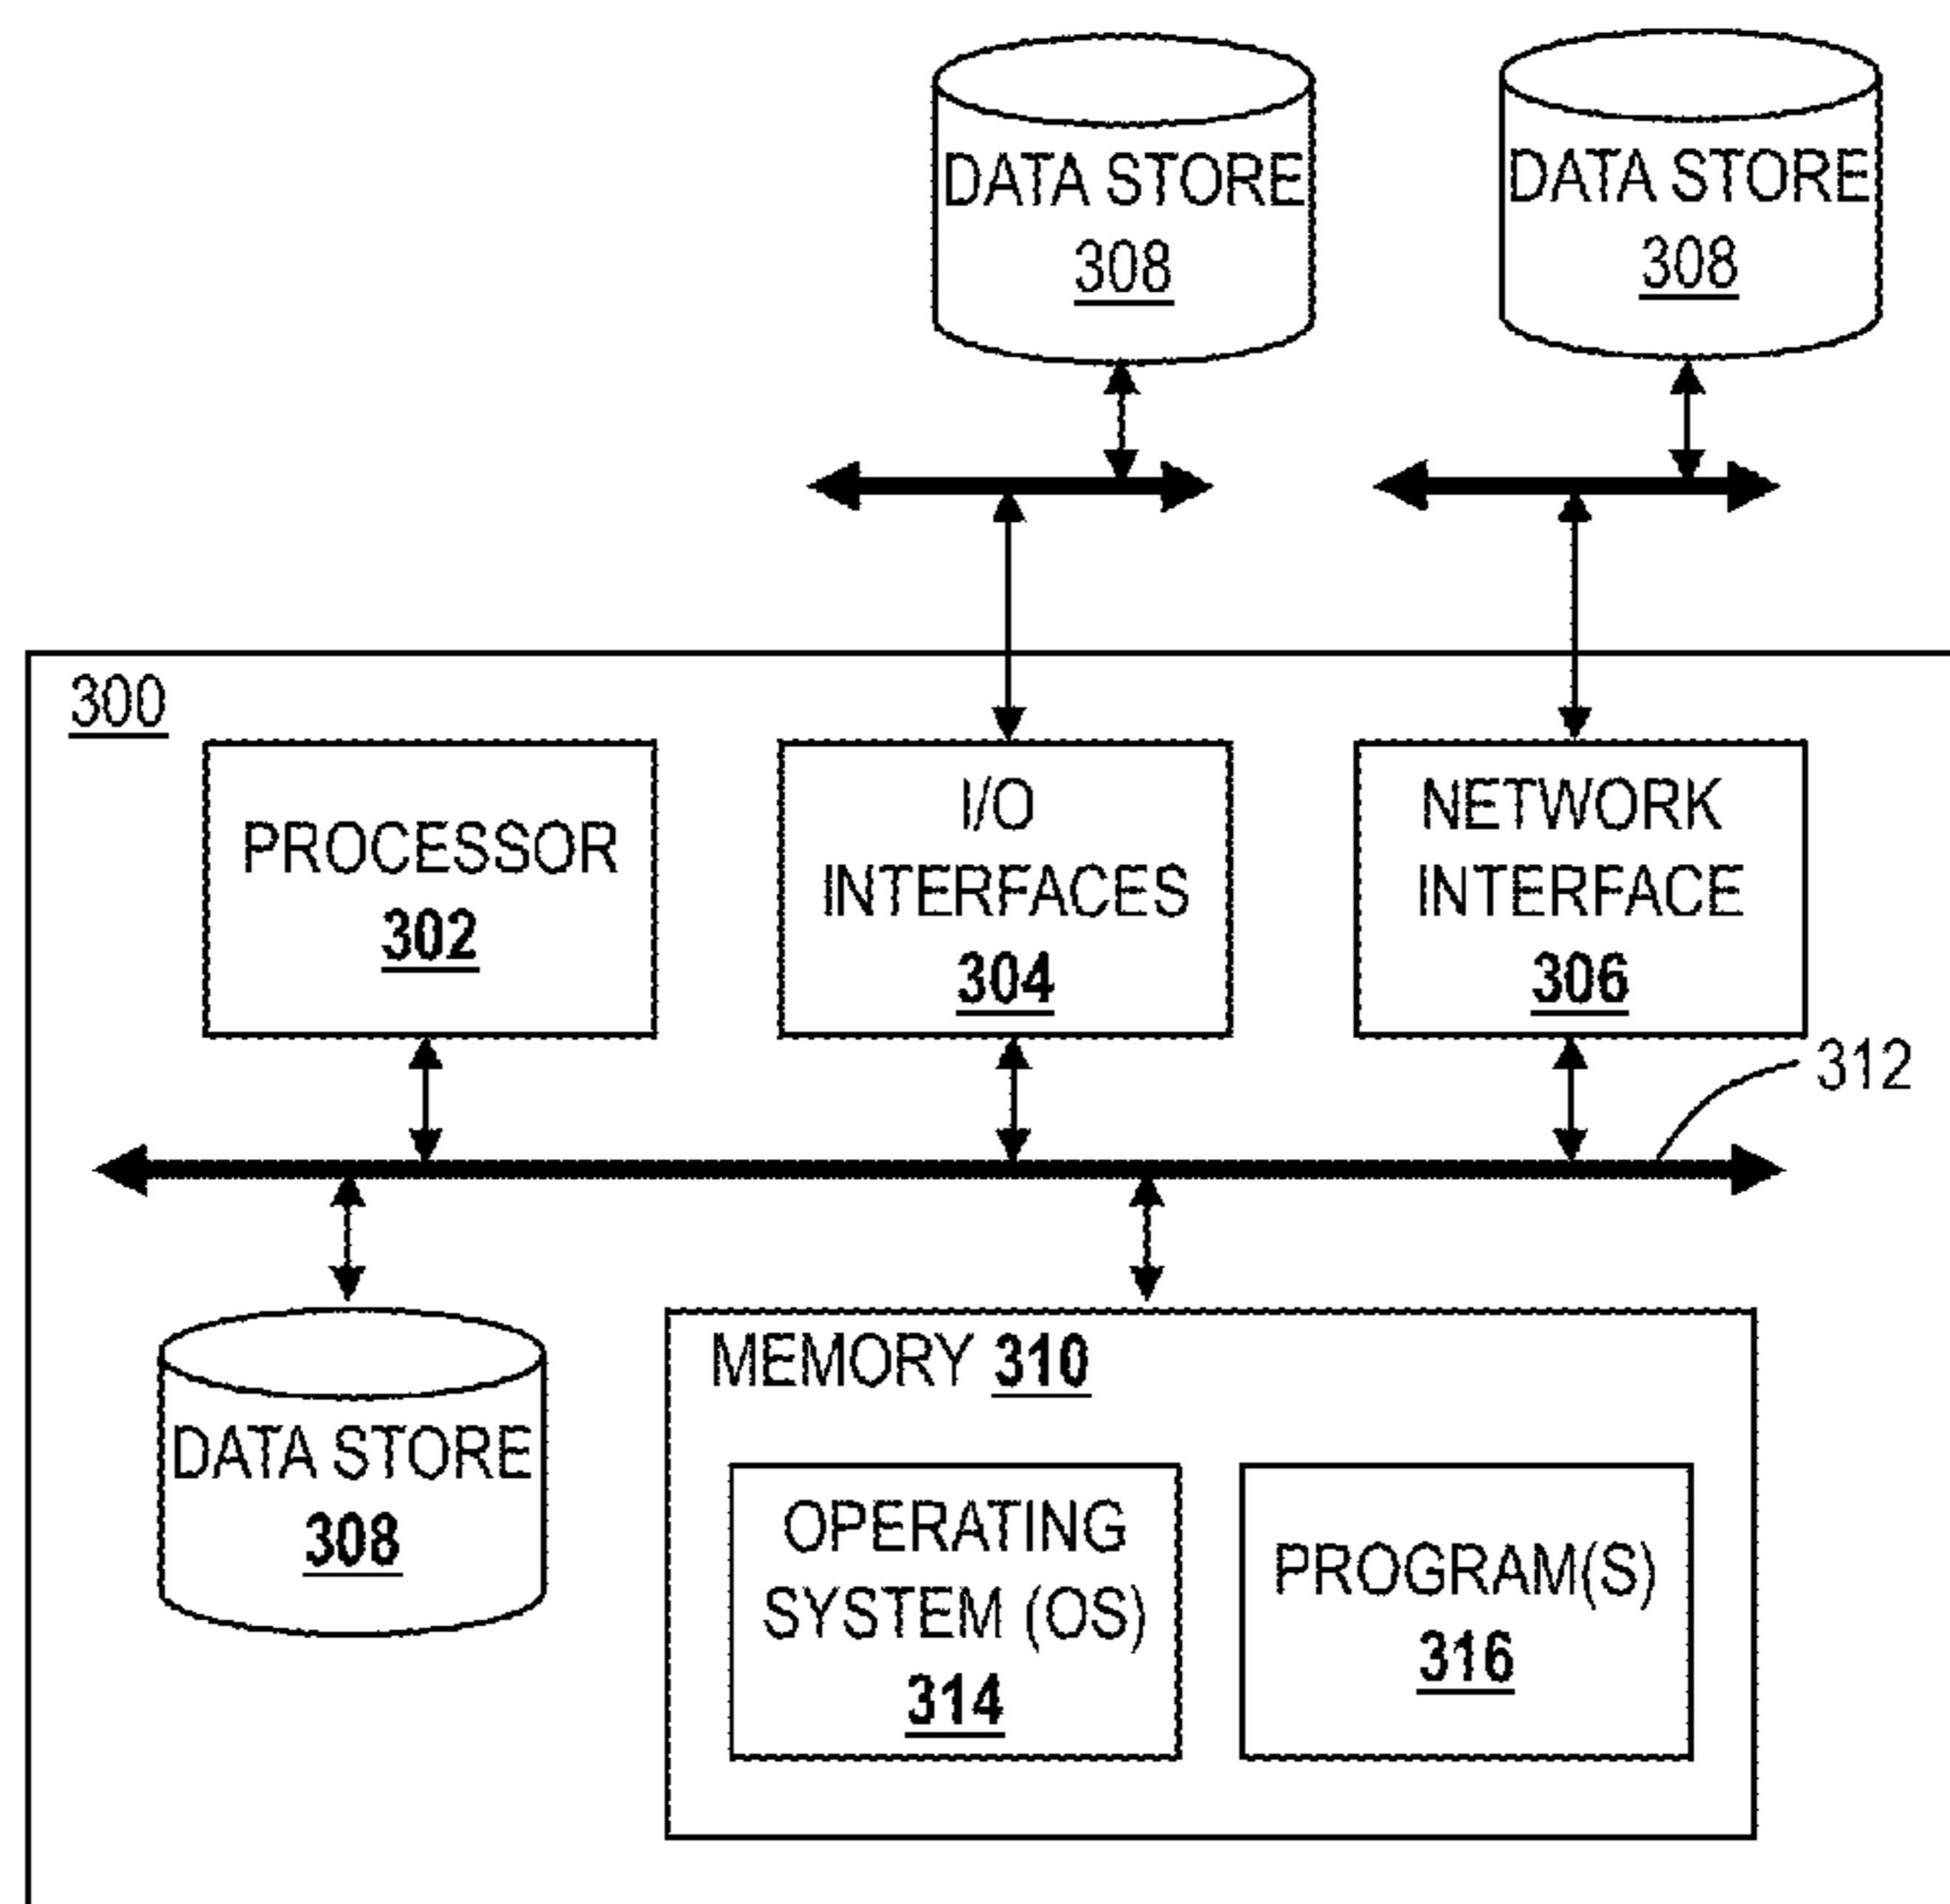 DATA STORE
308
DATA STORE
308
300
PROCESSOR
302
I/O
INTERFACES
304
NETWORK
INTERFACE
306
312
DATA STORE
308
MEMORY 310
OPERATING
SYSTEM (OS)
314
PROGRAM(S)
316